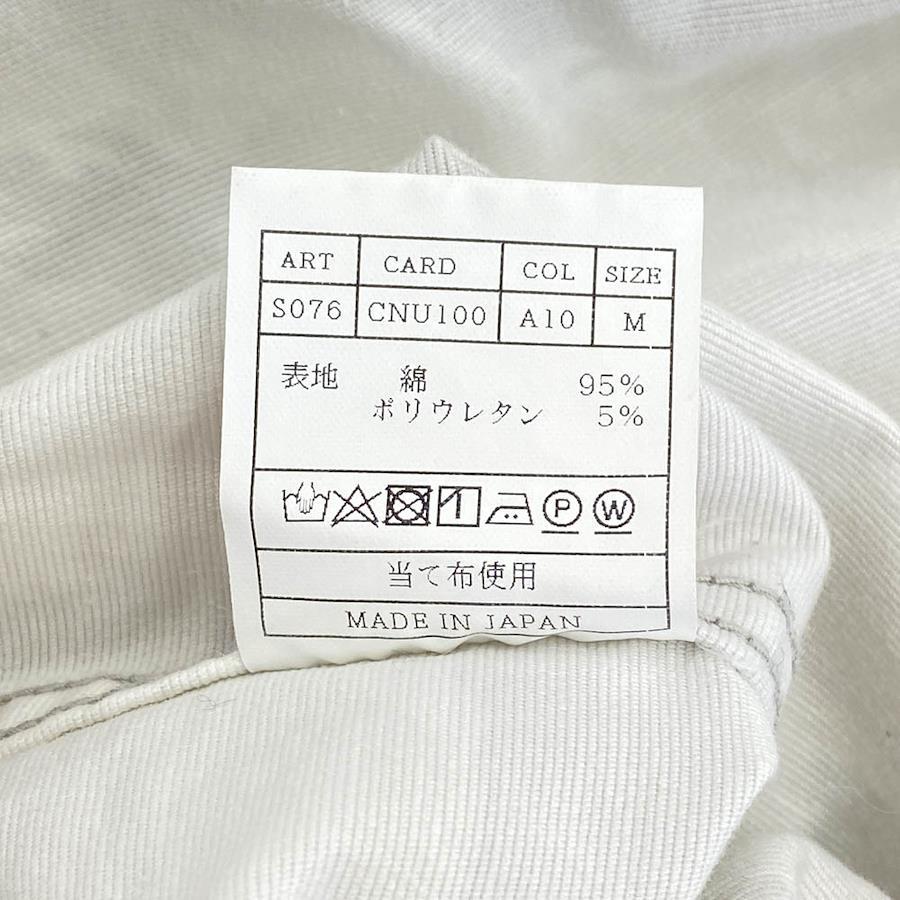 ART CARD COL SIZE
S076 CNU100 A10 M
表地 綿 95%
ポリウレタン 5%
P W
当て布使用
MADE IN JAPAN